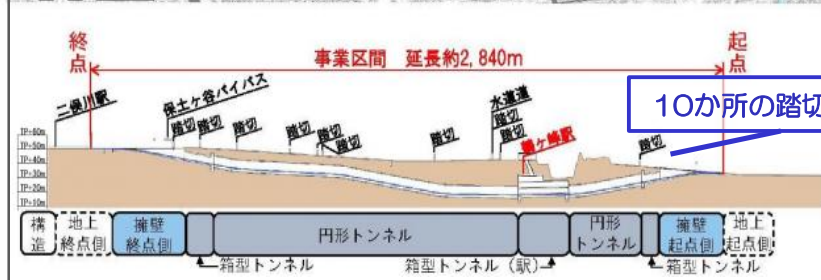 終点
事業区間 延長約2,840m
起点
10か所の踏切
二俣川駅
保土ケ谷バイパス
踏切
踏切
踏切
踏切
踏切
踏切
踏切
水道道
踏切
踏切
鶴ケ峰駅
踏切
TP+60m
TP+50m
TP+40m
TP+30m
TP+20m
TP+10m
構造
地上
終点側
擁壁
終点側
円形トンネル
円形
トンネル
擁壁
起点側
地上
起点側
箱型トンネル
箱型トンネル（駅）
箱型トンネル